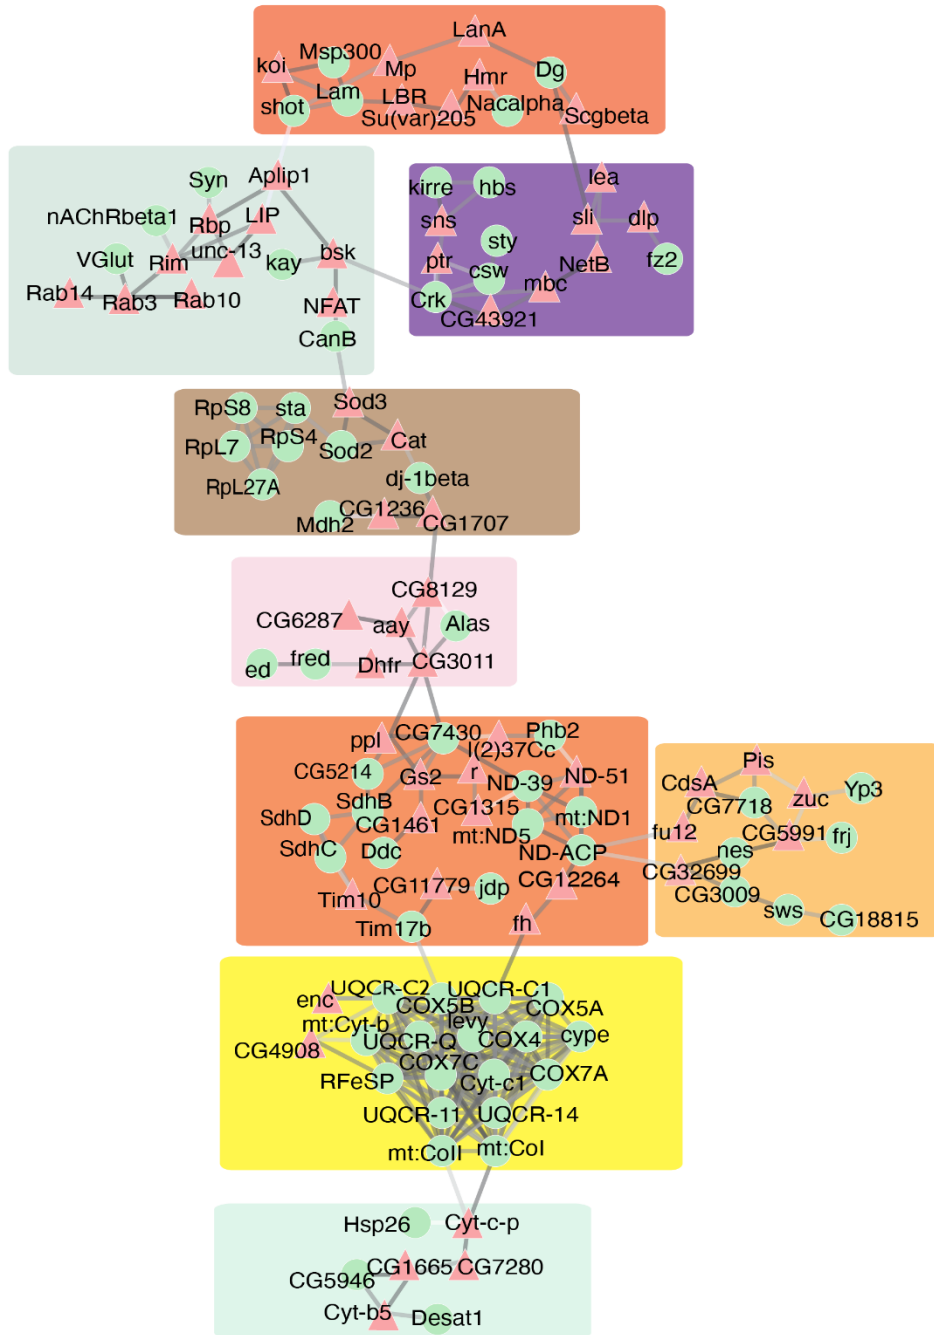 LanA
Msp300
koi
Mp
Hmr
Dg
Lam
LBR
shot
Su(var)205
Nacalpha
Scgbeta
Syn
Aplip1
nAChRbeta1
Rbp
LIP
VGlut
Rim
unc-13
kay
bsk
Rab14
Rab3
Rab10
NFAT
CanB
kirre
hbs
lea
sns
sty
sli
dlp
ptr
csw
NetB
fz2
Crk
mbc
CG43921
RpS8
sta
Sod3
RpL7
RpS4
Sod2
Cat
RpL27A
dj-1beta
Mdh2
CG1236
CG1707
CG8129
CG6287
aay
Alas
ed
fred
Dhfr
CG3011
ppl
CG7430
l(2)37Cc
Phb2
CG5214
Gs2
r
ND-39
ND-51
SdhD
SdhB
CG1461
CG1315
mt:ND5
mt:ND1
SdhC
Ddc
ND-ACP
Tim10
CG11779
jdp
CG12264
Tim17b
fh
Pis
CdsA
CG7718
zuc
Yp3
fu12
nes
CG5991
frj
CG32699
CG3009
sws
CG18815
enc
UQCR-C2
UQCR-C1
COX5B
COX5A
mt:Cyt-b
levy
CG4908
UQCR-Q
COX4
cype
RFeSP
COX7C
Cyt-c1
COX7A
UQCR-11
UQCR-14
mt:CoII
mt:CoI
Hsp26
Cyt-c-p
CG5946
CG1665
CG7280
Cyt-b5
Desat1